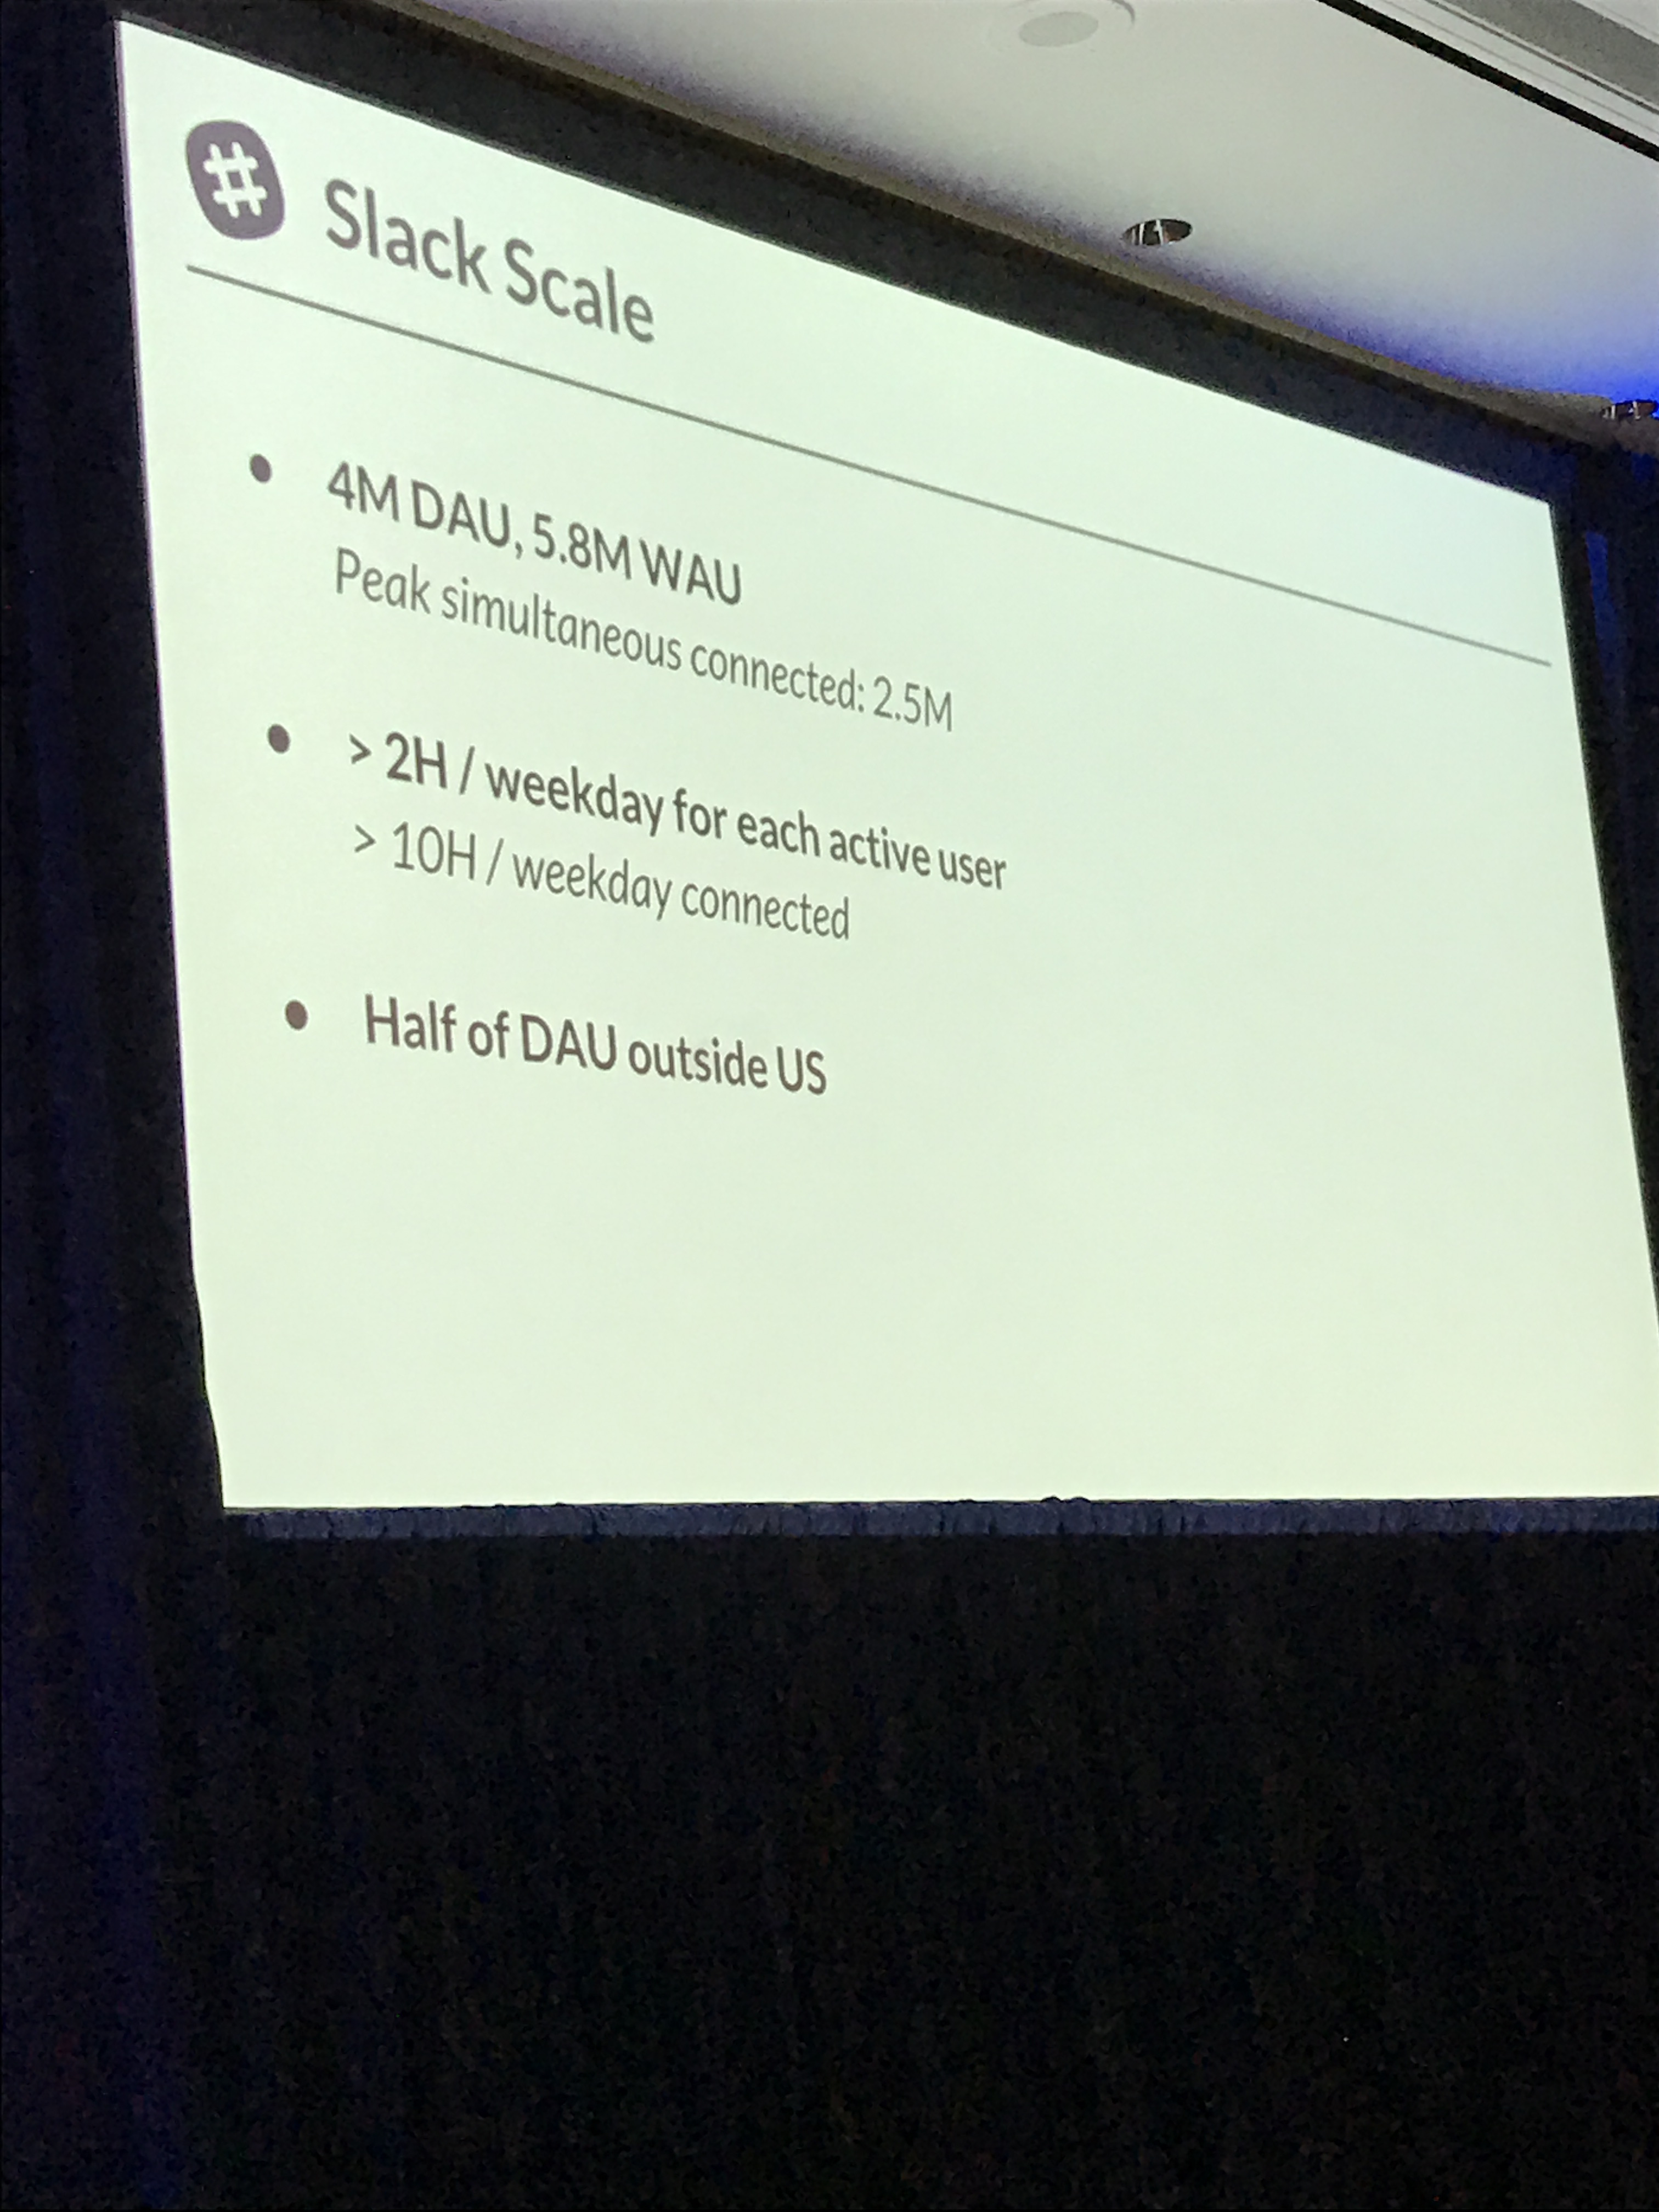 # Slack Scale
• 4M DAU, 5.8M WAU
Peak simultaneous connected: 2.5M
• > 2H / weekday for each active user
> 10H / weekday connected
• Half of DAU outside US